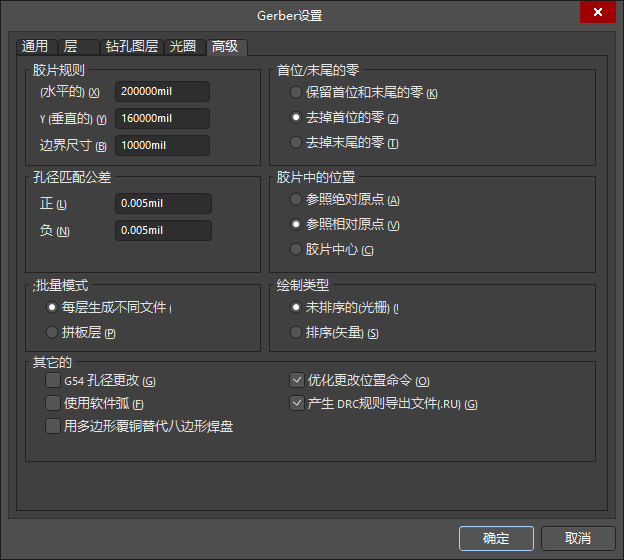 Gerber设置
通用 层 钻孔图层 光圈 高级
胶片规则
(水平的) (X) 200000mil
Y (垂直的) (Y) 160000mil
边界尺寸 (B) 10000mil
首位/末尾的零
保留首位和末尾的零 (K)
去掉首位的零 (Z)
去掉末尾的零 (T)
孔径匹配公差
正 (L) 0.005mil
负 (N) 0.005mil
胶片中的位置
参照绝对原点 (A)
参照相对原点 (V)
胶片中心 (C)
;批量模式
每层生成不同文件 (
拼板层 (P)
绘制类型
未排序的(光栅) (
排序(矢量) (S)
其它的
G54 孔径更改 (G)
使用软件弧 (F)
用多边形覆铜替代八边形焊盘
优化更改位置命令 (O)
产生 DRC规则导出文件(.RU) (G)
确定 取消